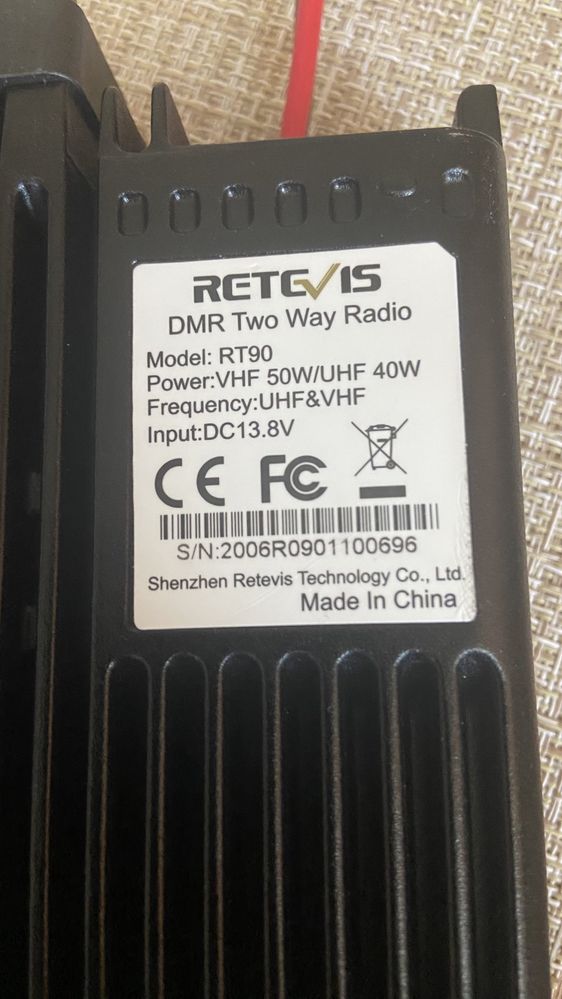 RETEVIS
DMR Two Way Radio
Model: RT90
Power:VHF 50W/UHF 40W
Frequency:UHF&VHF
Input:DC13.8V
CE FC
S/N:2006R0901100696
Shenzhen Retevis Technology Co., Ltd.
Made In China